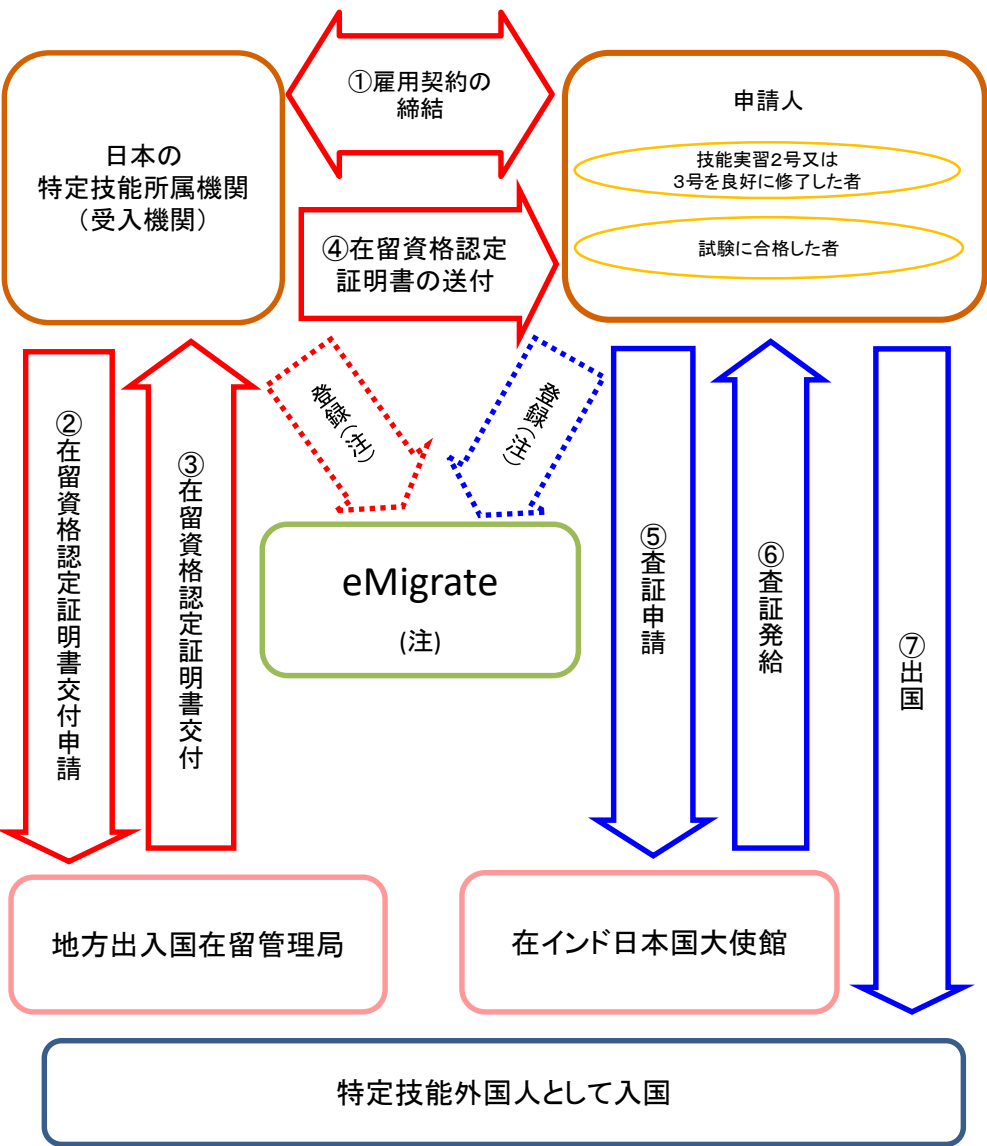 ①雇用契約の
締結
日本の
特定技能所属機関
（受入機関）
申請人
技能実習２号又は
３号を良好に修了した者
試験に合格した者
④在留資格認定
証明書の送付
登録（注）
登録（注）
②在留資格認定証明書交付申請
③在留資格認定証明書交付
eMigrate
(注)
⑤査証申請
⑥査証発給
⑦出国
地方出入国在留管理局
在インド日本国大使館
特定技能外国人として入国